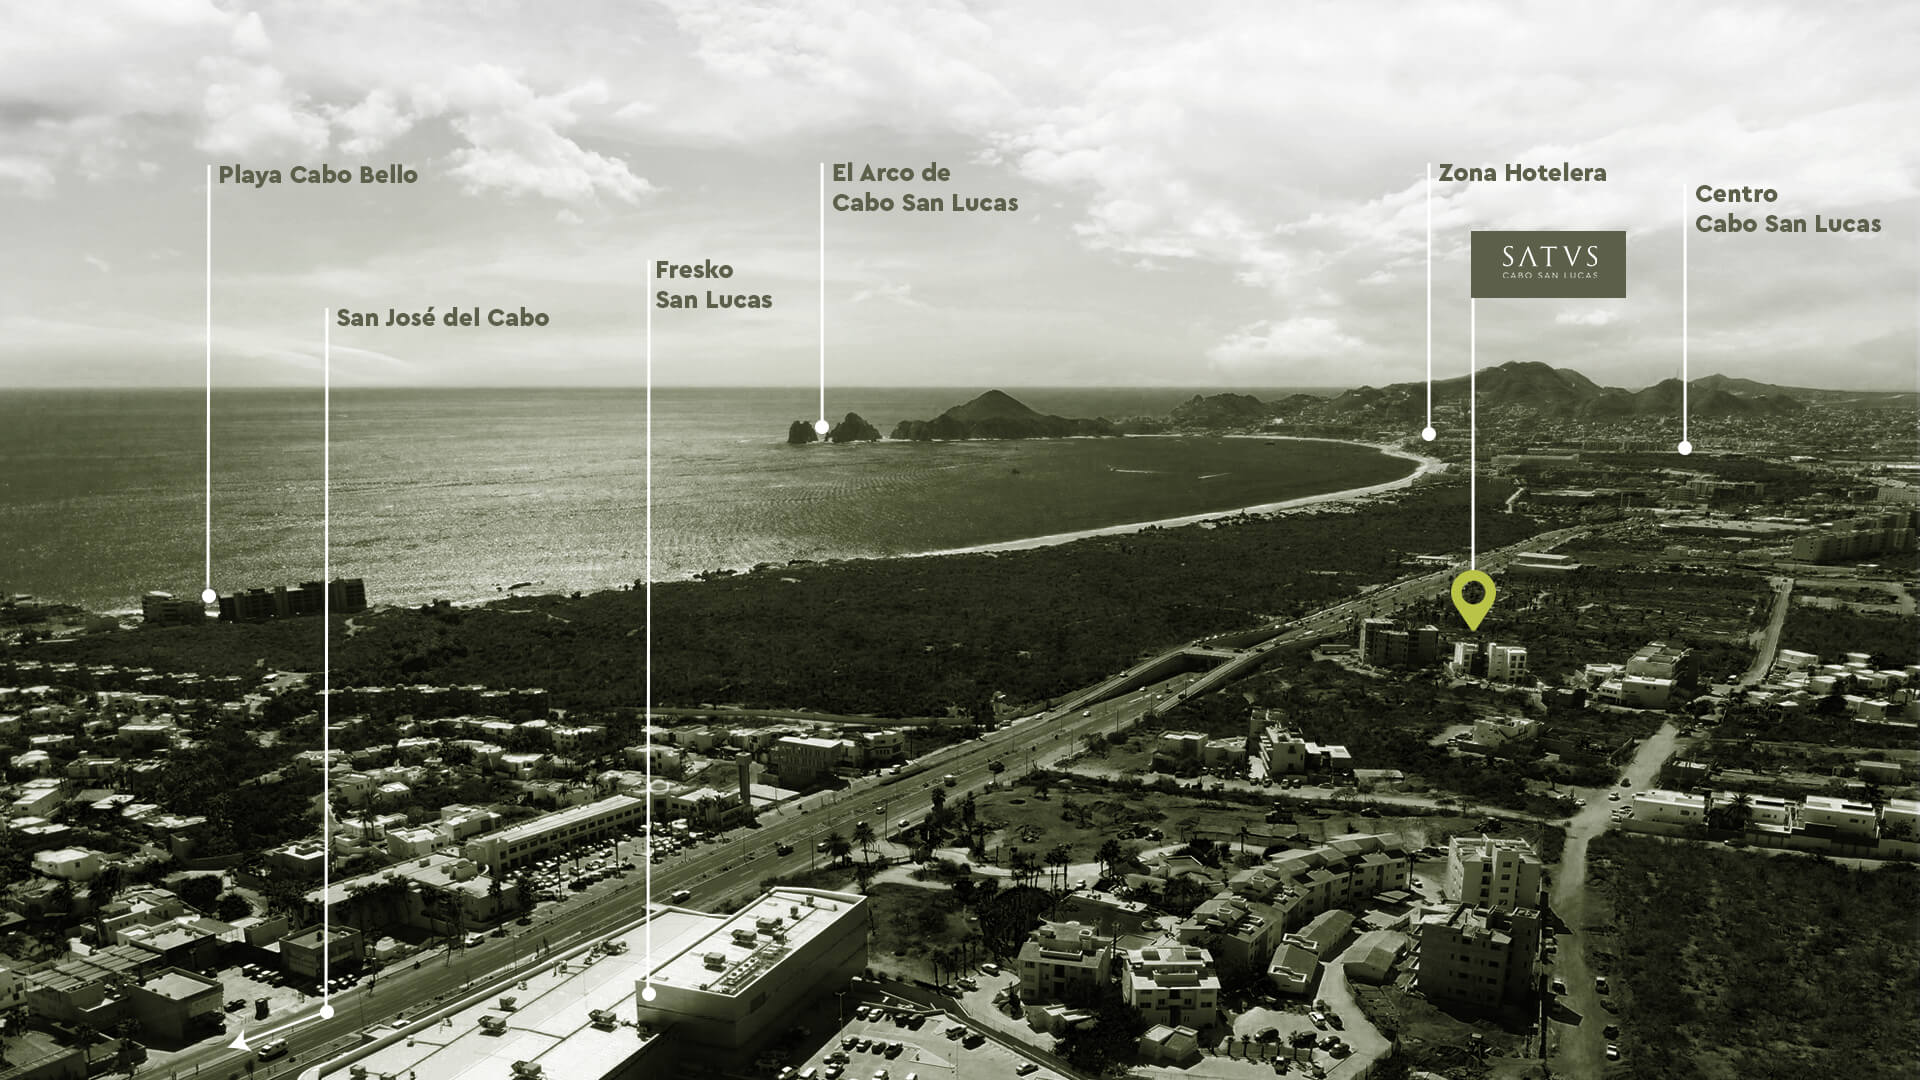 Playa Cabo Bello
El Arco de
Cabo San Lucas
Zona Hotelera
Centro
Cabo San Lucas
SATVS
CABO SAN LUCAS
Fresko
San Lucas
San José del Cabo